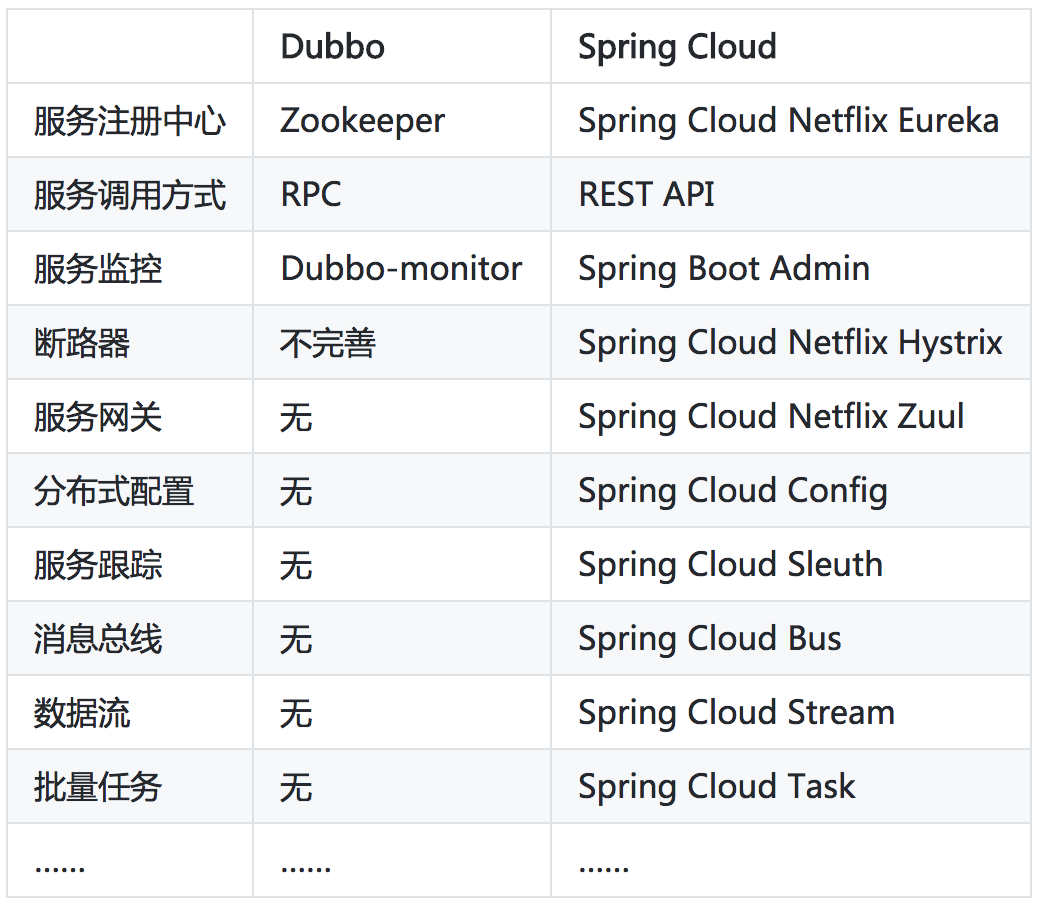 Dubbo Spring Cloud
服务注册中心 Zookeeper Spring Cloud Netflix Eureka
服务调用方式 RPC REST API
服务监控 Dubbo-monitor Spring Boot Admin
断路器 不完善 Spring Cloud Netflix Hystrix
服务网关 无 Spring Cloud Netflix Zuul
分布式配置 无 Spring Cloud Config
服务跟踪 无 Spring Cloud Sleuth
消息总线 无 Spring Cloud Bus
数据流 无 Spring Cloud Stream
批量任务 无 Spring Cloud Task
…… …… ……